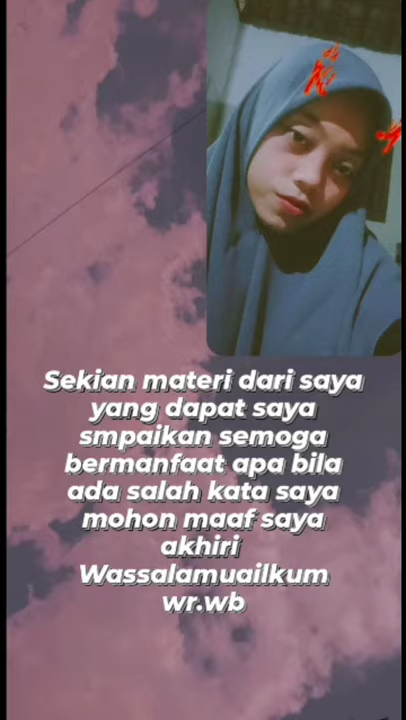 Sekian materi dari saya
yang dapat saya
smpaikan semoga
bermanfaat apa bila
ada salah kata saya
mohon maaf saya
akhiri
Wassalamuailkum
wr.wb